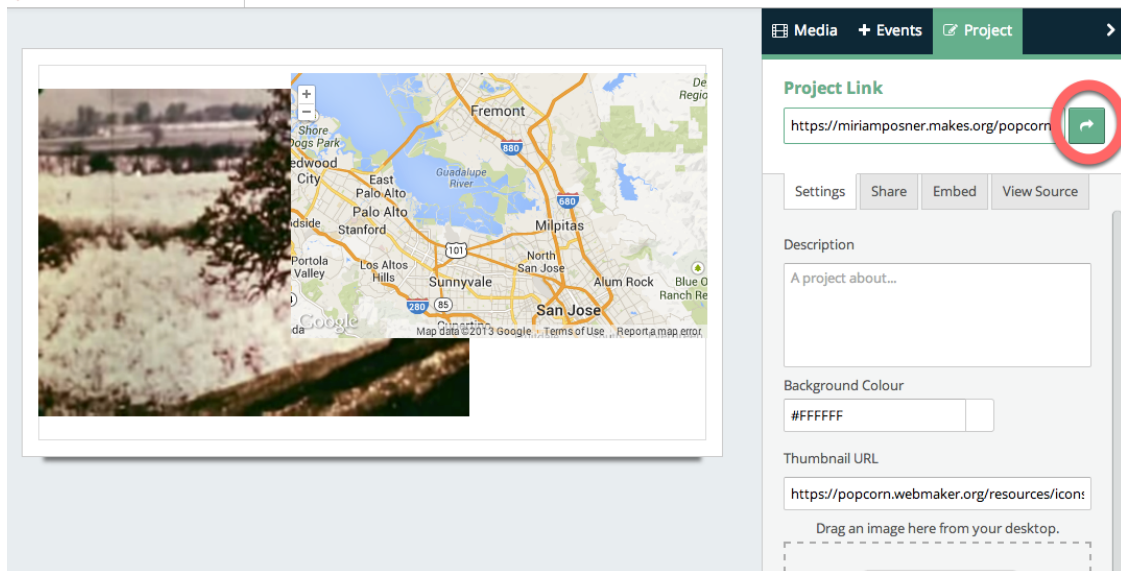 Media
+ Events
Project
Project Link
https://miriamposner.makes.org/popcorn
Settings
Share
Embed
View Source
Description
A project about...
Background Colour
#FFFFFF
Thumbnail URL
https://popcorn.webmaker.org/resources/icons
Drag an image here from your desktop.
+
−
Fremont
Shore
Dogs Park
880
City
East
Palo Alto
Guadalupe
River
680
Palo Alto
Stanford
Milpitas
101
Portola
Valley
Los Altos
Hills
North
San Jose
Sunnyvale
Alum Rock
Blue O
Ranch Re
280
85
San Jose
Google
Map data ©2013 Google
Terms of Use
Report a map error